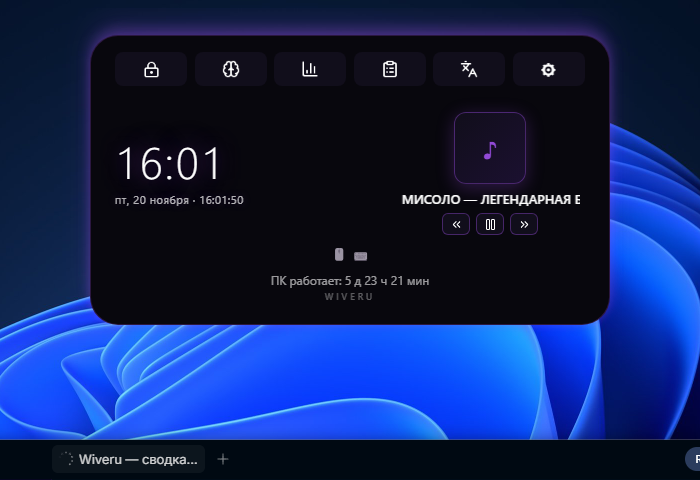 16:01
пт, 20 ноября · 16:01:50
МИСОЛО — ЛЕГЕНДАРНАЯ
ПК работает: 5 д 23 ч 21 мин
WIVERU
Wiveru — сводка...